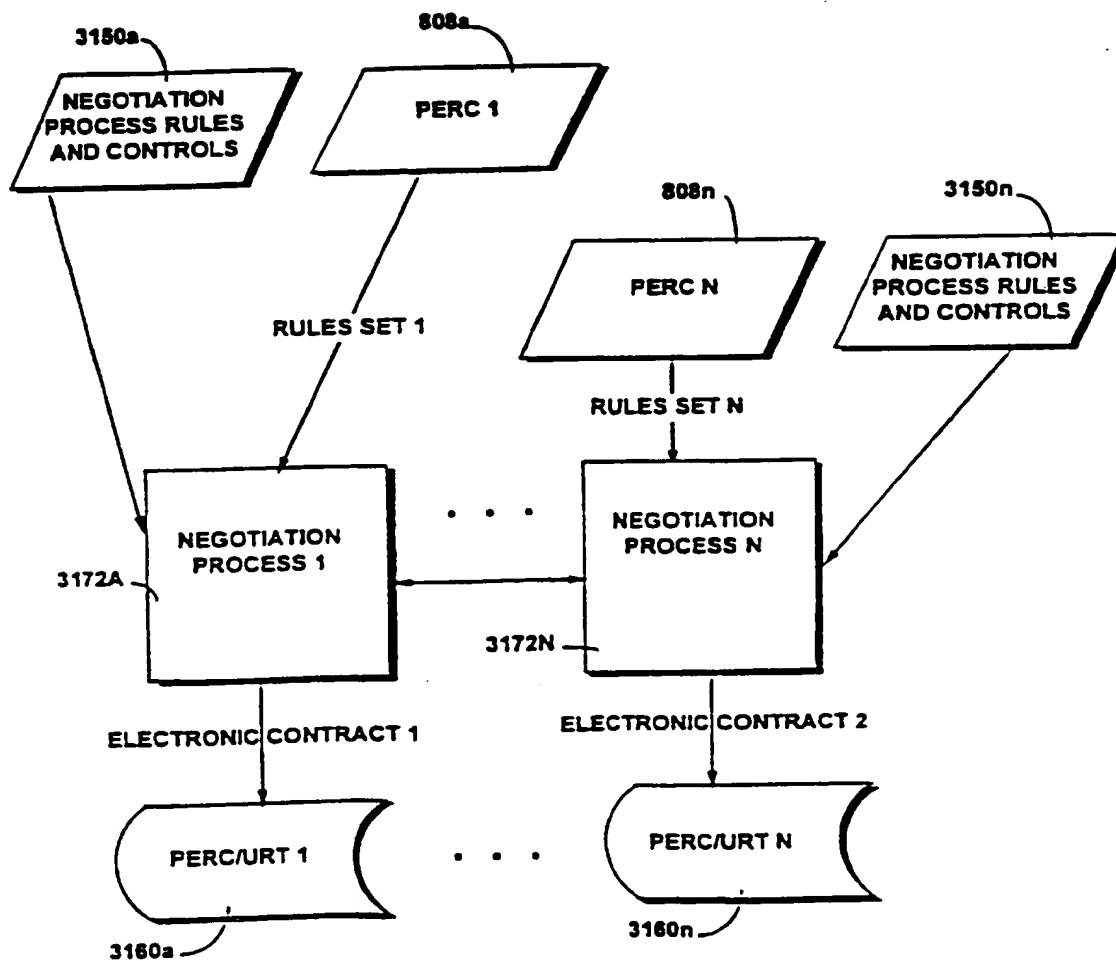 3150a
808a
NEGOTIATION
PROCESS RULES
AND CONTROLS
PERC 1
808n
3150n
PERC N
NEGOTIATION
PROCESS RULES
AND CONTROLS
RULES SET 1
RULES SET N
NEGOTIATION
PROCESS 1
NEGOTIATION
PROCESS N
3172A
3172N
ELECTRONIC CONTRACT 1
ELECTRONIC CONTRACT 2
PERC/URT 1
PERC/URT N
3160a
3160n